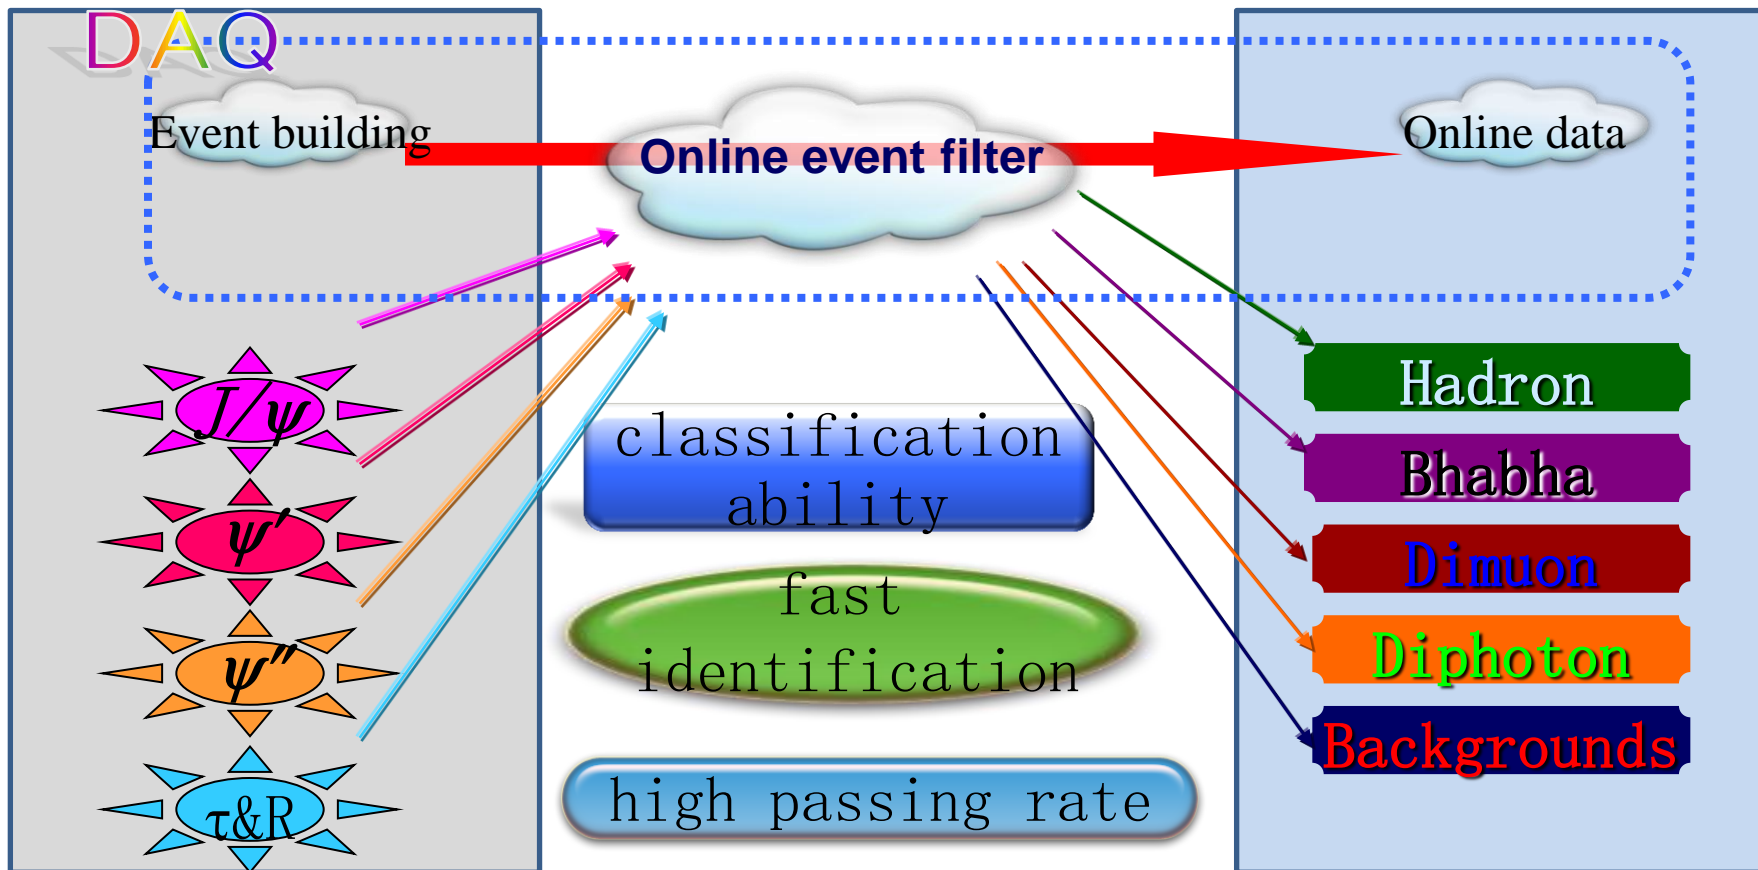 DAQ
Event building
Online event filter
Online data
J/ψ
ψ′
ψ″
τ&R
classification
ability
fast
identification
high passing rate
Hadron
Bhabha
Dimuon
Diphoton
Backgrounds